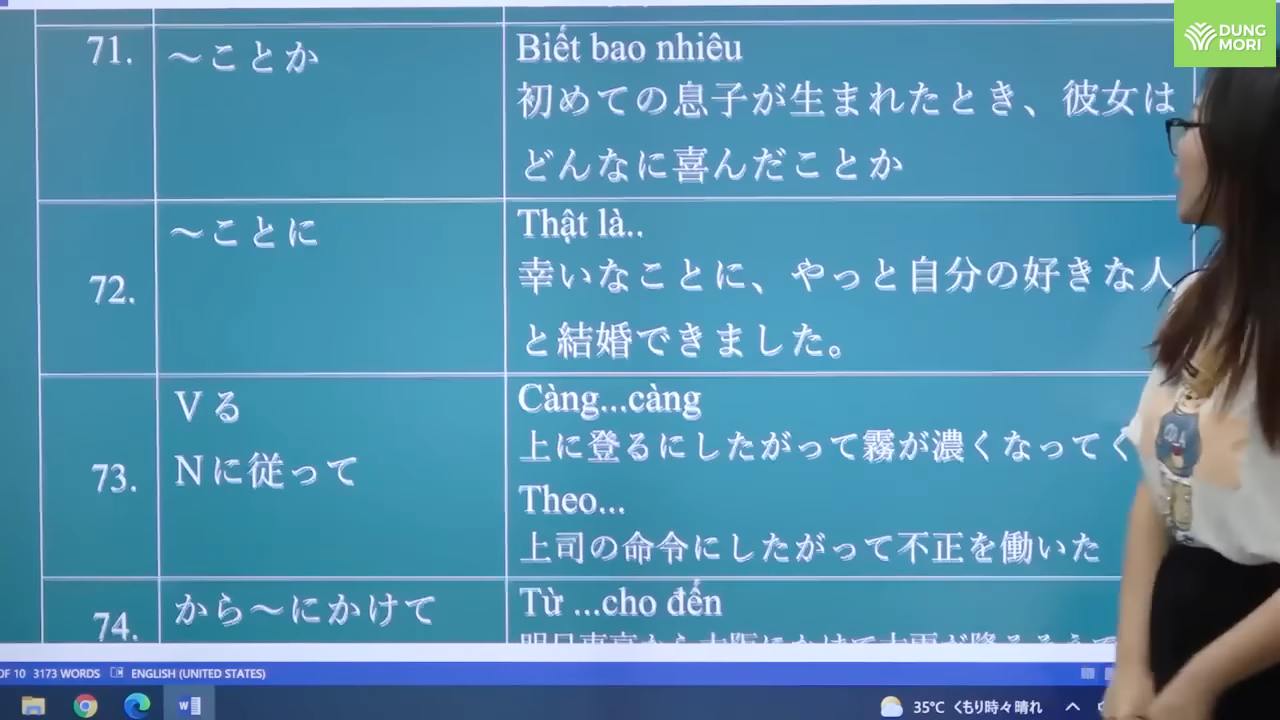 DUNG
MORI
71.
～ことか
Biết bao nhiêu
初めての息子が生まれたとき、彼女は
どんなに喜んだことか
72.
～ことに
Thật là..
幸いなことに、やっと自分の好きな人
と結婚できました。
73.
Vる
Nに従って
Càng...càng
上に登るにしたがって霧が濃くなってく
Theo...
上司の命令にしたがって不正を働いた
74.
から～にかけて
Từ ...cho đến
OF 10 3173 WORDS ENGLISH (UNITED STATES)
35°C くもり時々晴れ